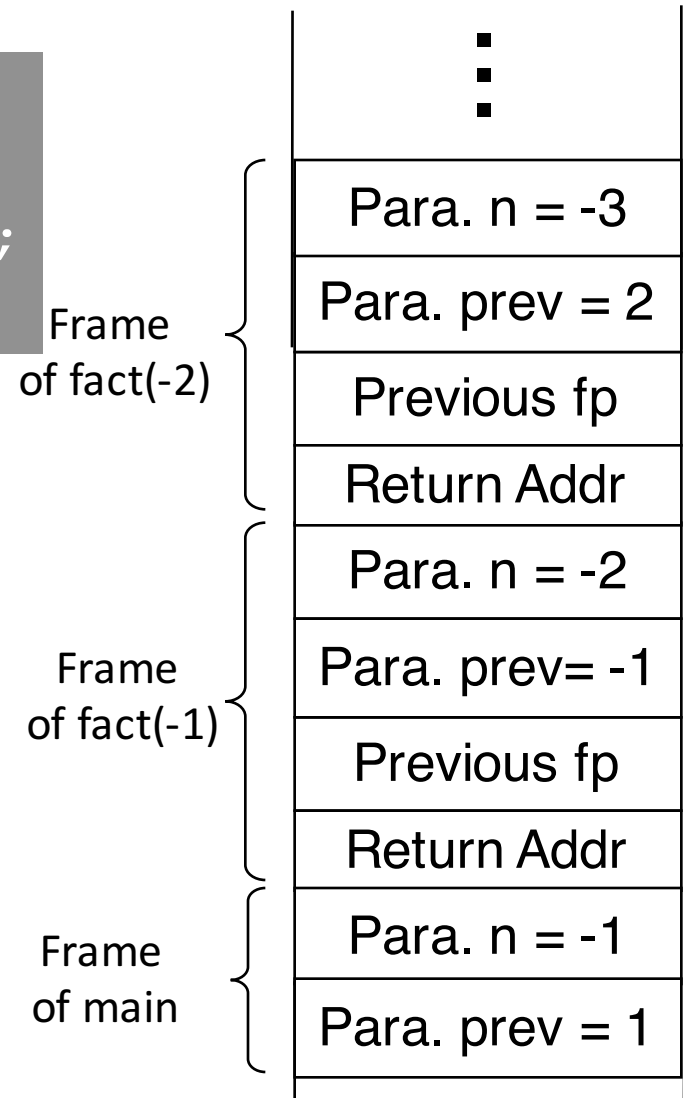 ;
Para. n = -3
Para. prev = 2
Frame
of fact(-2)
Previous fp
Return Addr
Para. n = -2
Frame
of fact(-1)
Para. prev= -1
Previous fp
Return Addr
Frame
of main
Para. n = -1
Para. prev = 1